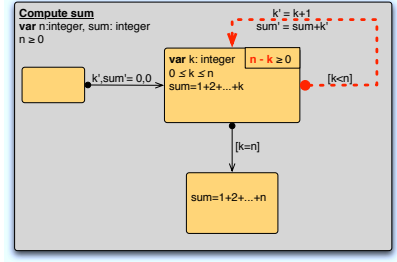 Compute sum
var n:integer, sum: integer
n ≥ 0
k' = k+1
sum' = sum+k'
k',sum'= 0,0
var k: integer
n - k ≥ 0
0 ≤ k ≤ n
sum=1+2+...+k
[k<n]
[k=n]
sum=1+2+...+n